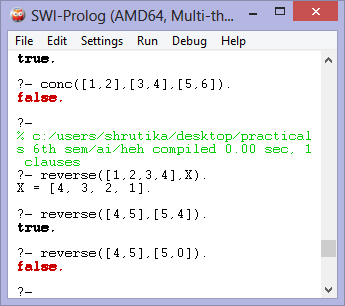 SWI-Prolog (AMD64, Multi-th...
File Edit Settings Run Debug Help
true.
?- conc([1,2],[3,4],[5,6]).
false.
?-
% c:/users/shrutika/desktop/practical
s 6th sem/ai/heh compiled 0.00 sec, 1
clauses
?- reverse([1,2,3,4],X).
X = [4, 3, 2, 1].
?- reverse([4,5],[5,4]).
true.
?- reverse([4,5],[5,0]).
false.
?-